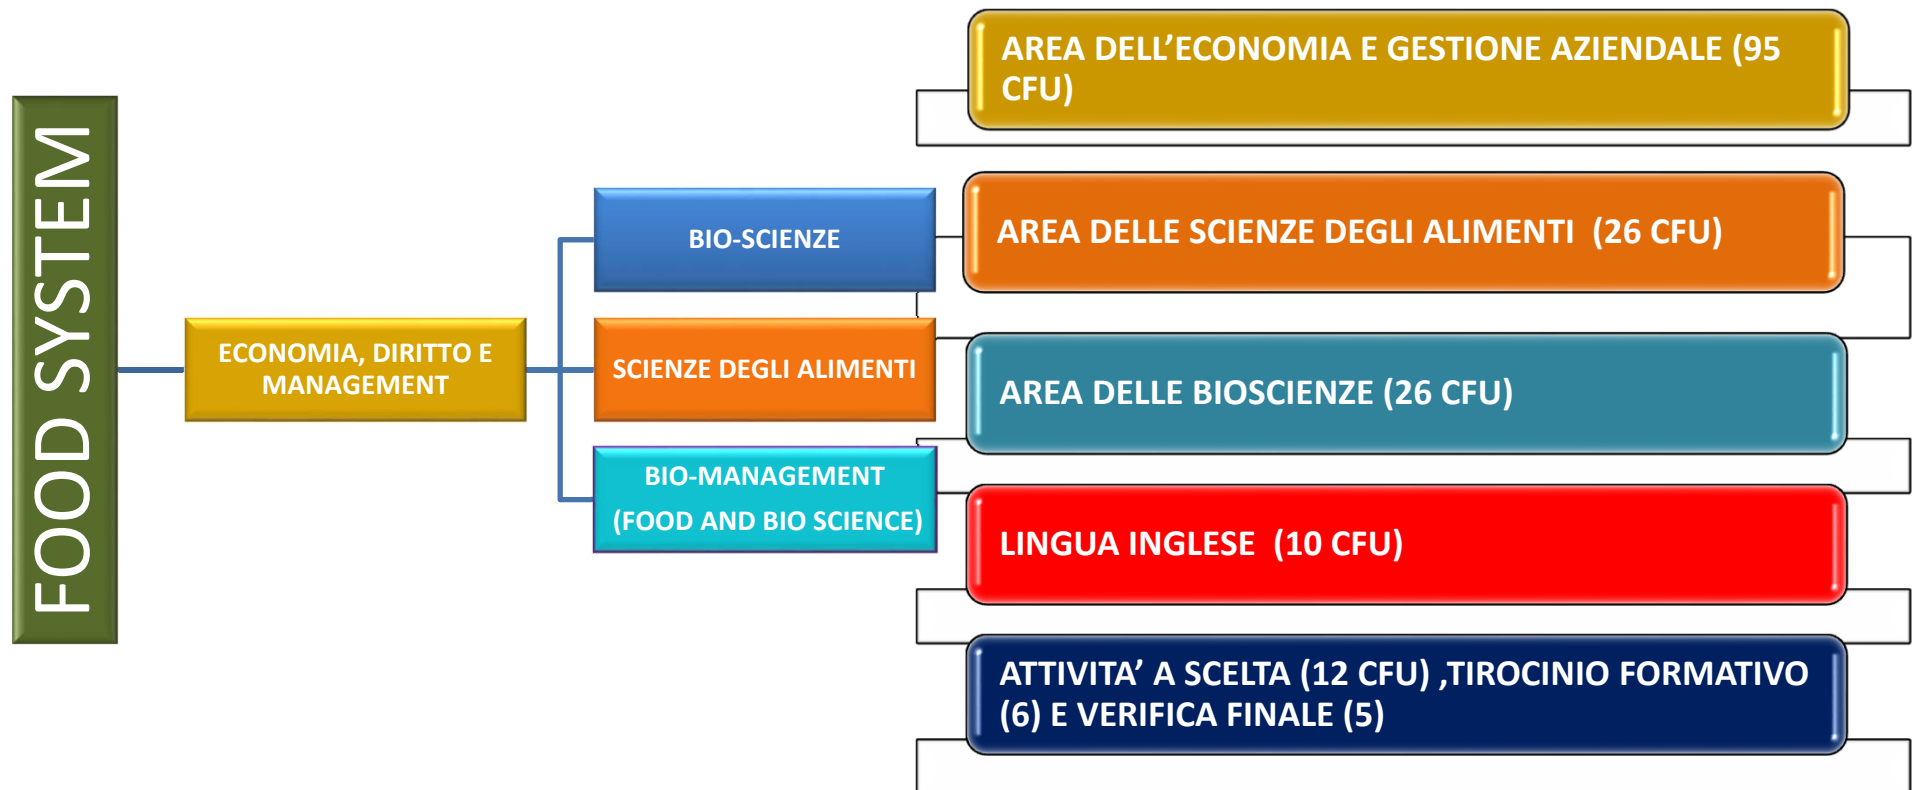 FOOD SYSTEM
ECONOMIA, DIRITTO E
MANAGEMENT
BIO-SCIENZE
SCIENZE DEGLI ALIMENTI
BIO-MANAGEMENT
(FOOD AND BIO SCIENCE)
AREA DELL’ECONOMIA E GESTIONE AZIENDALE (95
CFU)
AREA DELLE SCIENZE DEGLI ALIMENTI (26 CFU)
AREA DELLE BIOSCIENZE (26 CFU)
LINGUA INGLESE (10 CFU)
ATTIVITA’ A SCELTA (12 CFU) ,TIROCINIO FORMATIVO
(6) E VERIFICA FINALE (5)